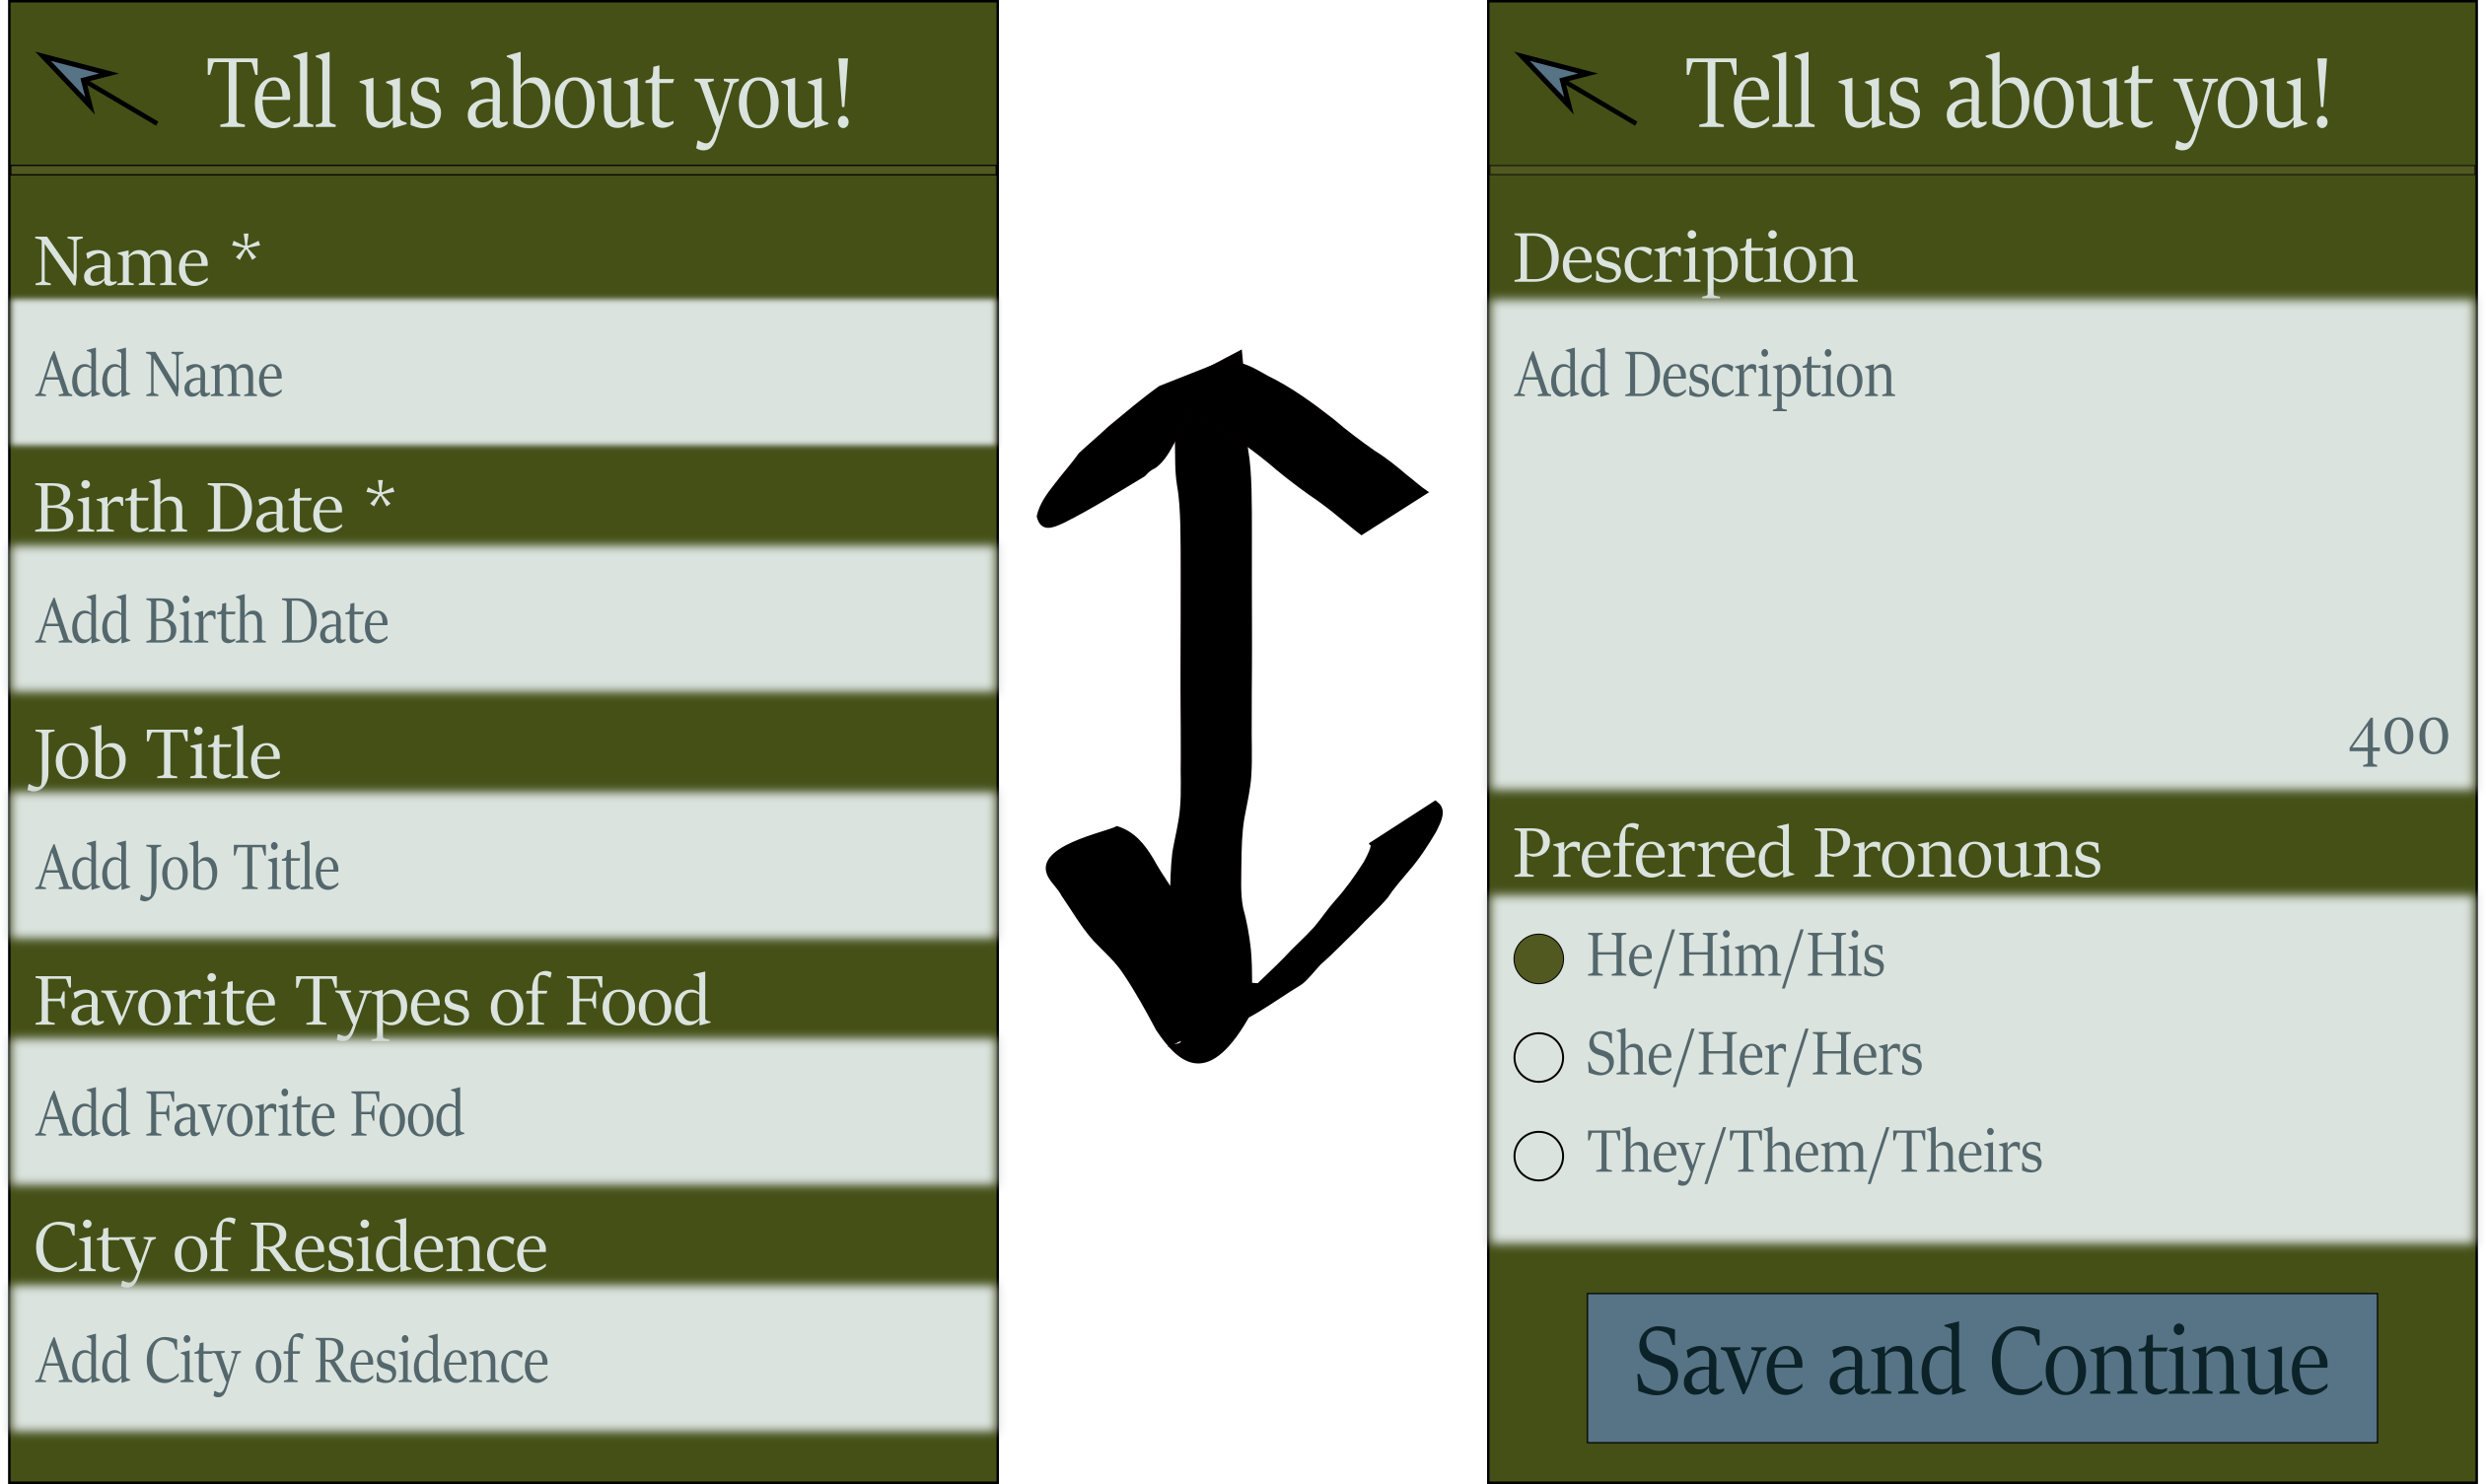 Tell us about you!
Name *
Add Name
Birth Date *
Add Birth Date
Job Title
Add Job Title
Favorite Types of Food
Add Favorite Food
City of Residence
Add City of Residence
Tell us about you!
Description
Add Description
400
Preferred Pronouns
He/Him/His
She/Her/Hers
They/Them/Theirs
Save and Continue